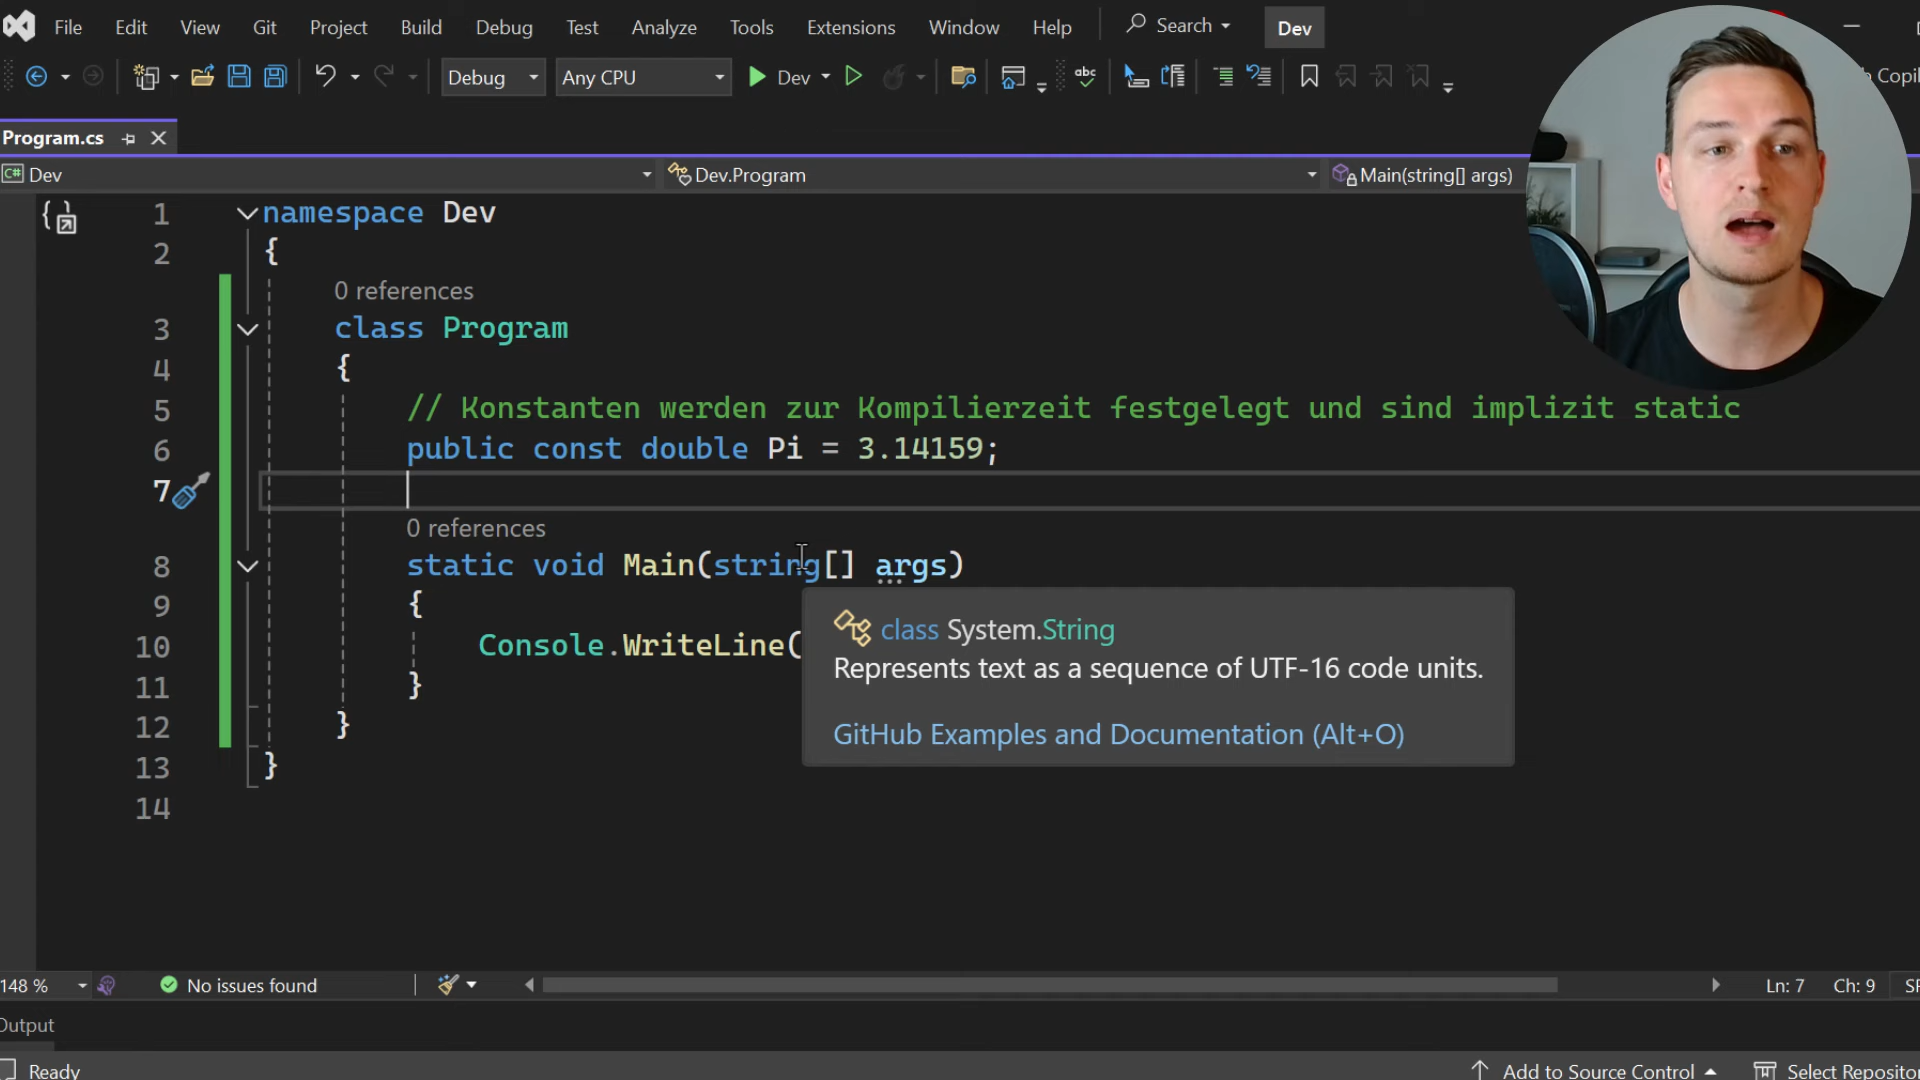 File Edit View Git Project Build Debug Test Analyze Tools Extensions Window Help Search Dev
Debug Any CPU Dev abc
Program.cs
C# Dev Dev.Program Main(string[] args)
1 namespace Dev
2 {
0 references
3 class Program
4 {
5 // Konstanten werden zur Kompilierzeit festgelegt und sind implizit static
6 public const double Pi = 3.14159;
7
0 references
8 static void Main(string[] args)
9 {
class System.String
10 Console.WriteLine(
Represents text as a sequence of UTF-16 code units.
11 }
12 }
GitHub Examples and Documentation (Alt+O)
13 }
14
148 % No issues found Ln: 7 Ch: 9
Output
Ready Add to Source Control Select Reposito